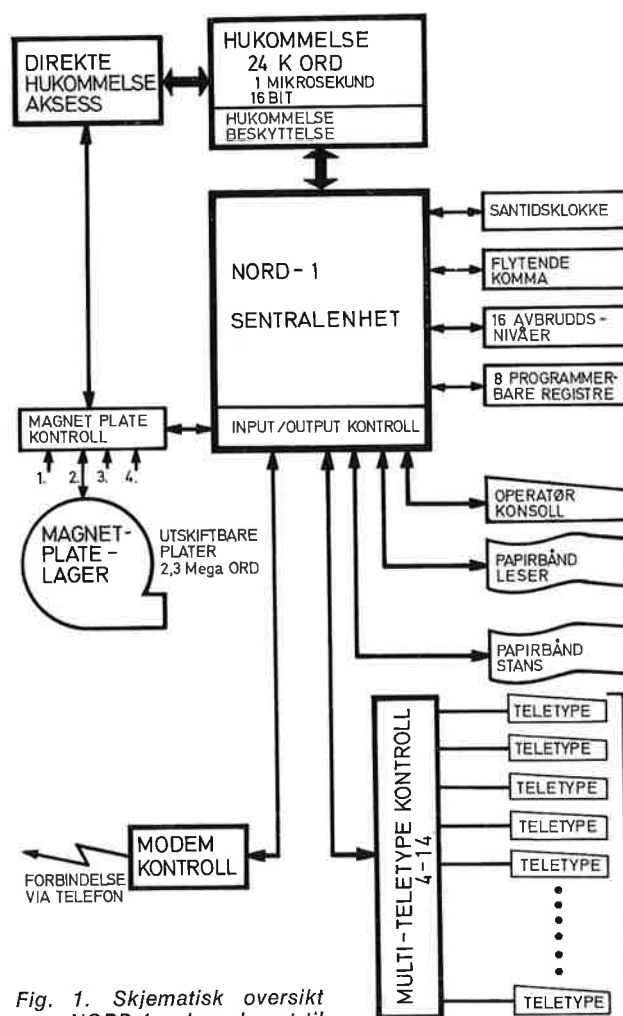 DIREKTE
HUKOMMELSE
AKSESS
HUKOMMELSE
24 K ORD
1 MIKROSEKUND
16 BIT
HUKOMMELSE
BESKYTTELSE
NORD-1
SENTRALENHET
INPUT/OUTPUT KONTROLL
SANTIDSKLOKKE
FLYTENDE
KOMMA
16 AVBRUDDS-
NIVÅER
8 PROGRAMMER-
BARE REGISTRE
MAGNET PLATE
KONTROLL
1. 2. 3. 4.
MAGNET-
PLATE-
LAGER
UTSKIFTBARE
PLATER
2,3 Mega ORD
OPERATØR
KONSOLL
PAPIRBÅND
LESER
PAPIRBÅND
STANS
MULTI-TELETYPE KONTROLL
4-14
TELETYPE
TELETYPE
TELETYPE
TELETYPE
TELETYPE
TELETYPE
MODEM
KONTROLL
FORBINDELSE
VIA TELEFON
Fig. 1. Skjematisk oversikt